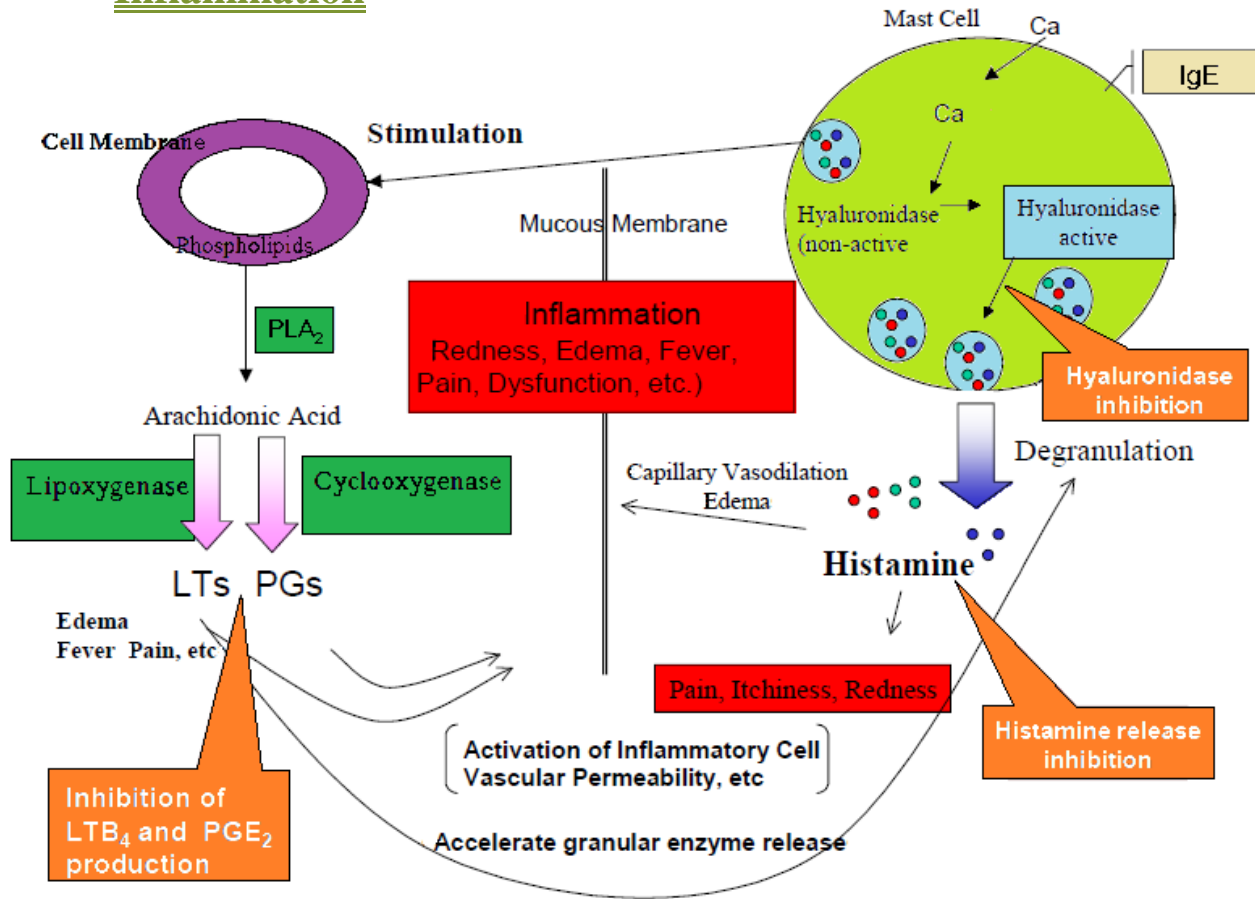 Inflammation
Mast Cell
Ca
IgE
Cell Membrane
Stimulation
Ca
Phospholipids
Mucous Membrane
Hyaluronidase
(non-active
Hyaluronidase
active
PLA₂
Inflammation
Redness, Edema, Fever,
Pain, Dysfunction, etc.)
Hyaluronidase
inhibition
Arachidonic Acid
Lipoxygenase
Cyclooxygenase
Capillary Vasodilation
Edema
Degranulation
Histamine
LTs PGs
Edema
Fever Pain, etc
Pain, Itchiness, Redness
Histamine release
inhibition
Activation of Inflammatory Cell
Vascular Permeability, etc
Inhibition of
LTB₄ and PGE₂
production
Accelerate granular enzyme release